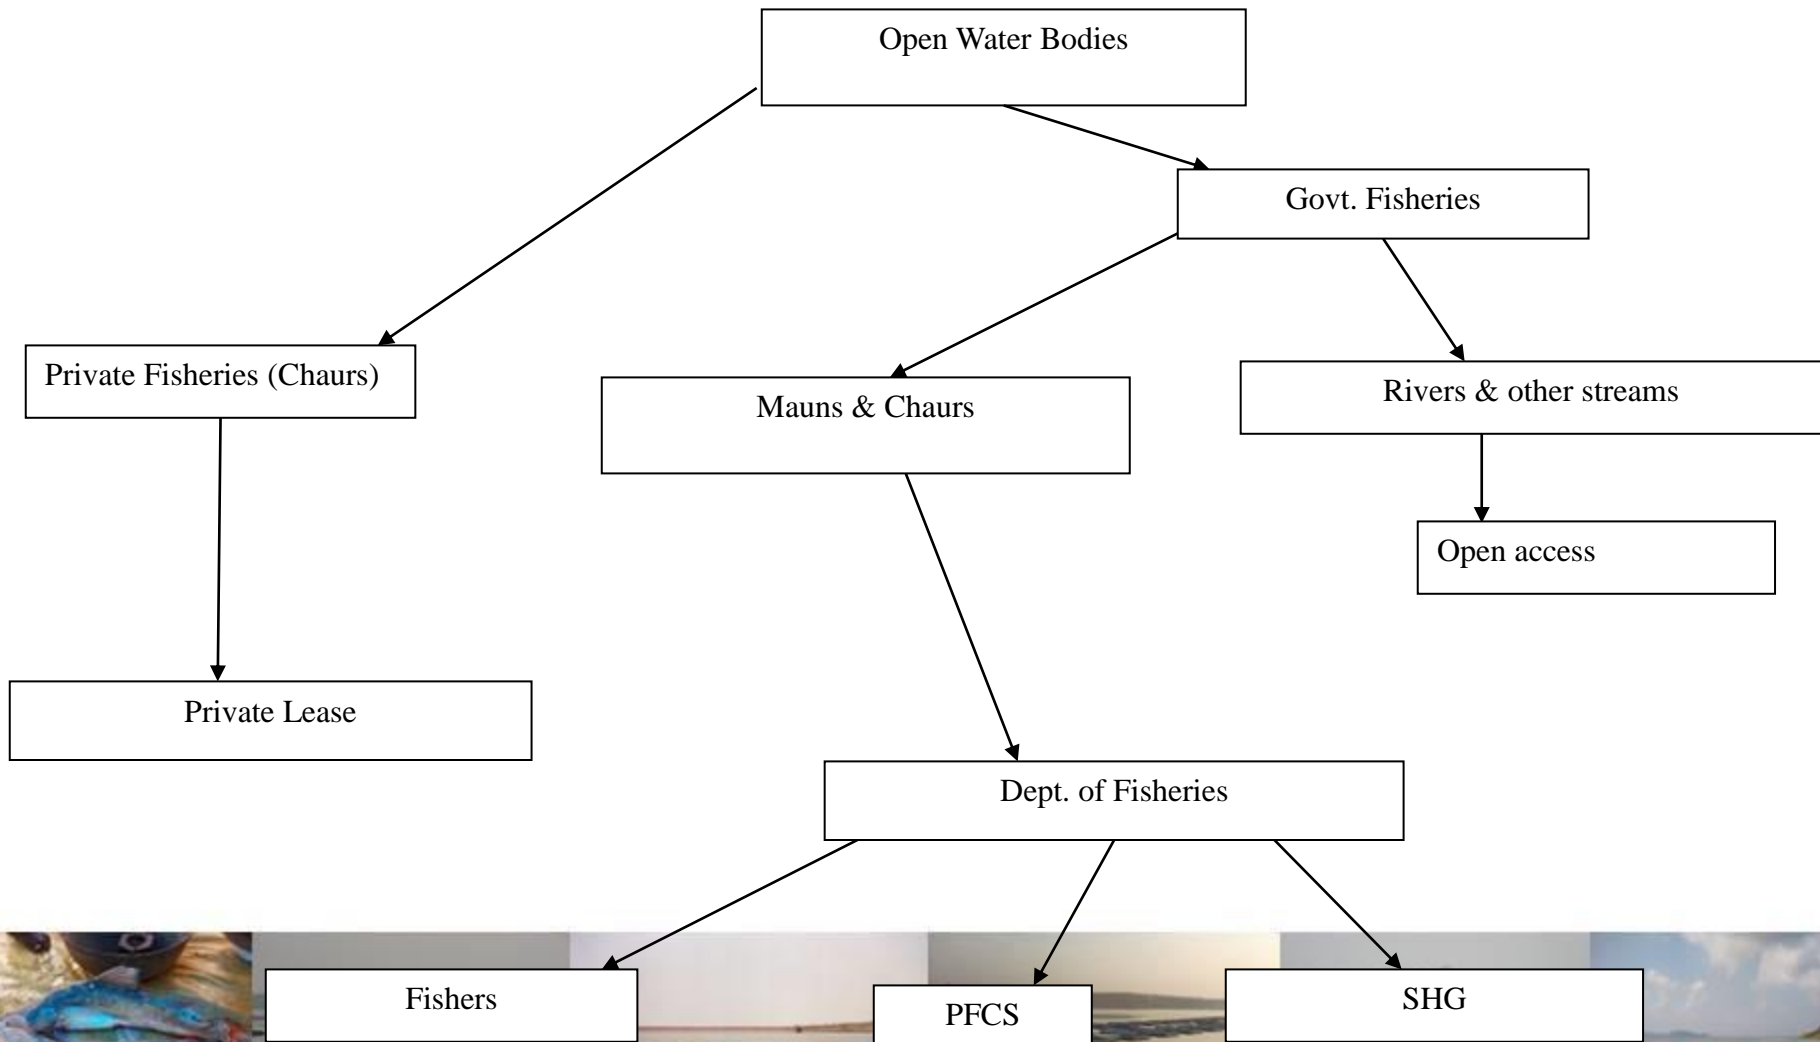 Open Water Bodies
Govt. Fisheries
Private Fisheries (Chaurs)
Mauns & Chaurs
Rivers & other streams
Open access
Private Lease
Dept. of Fisheries
Fishers
PFCS
SHG